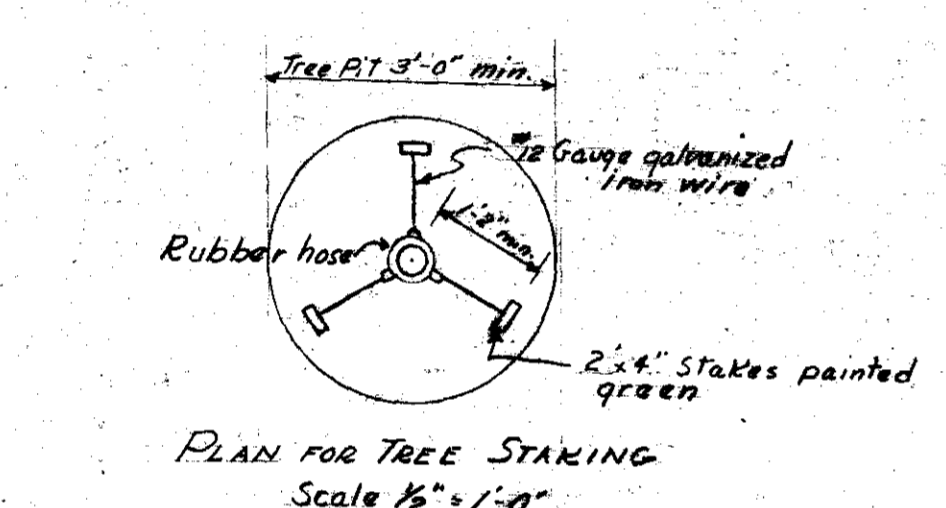 Tree Pit 3'-0" min.
#12 Gauge galvanized
iron wire
1'-2" min.
Rubber hose
2'x4" Stakes painted
green
PLAN FOR TREE STAKING
Scale 1/2" = 1'-0"